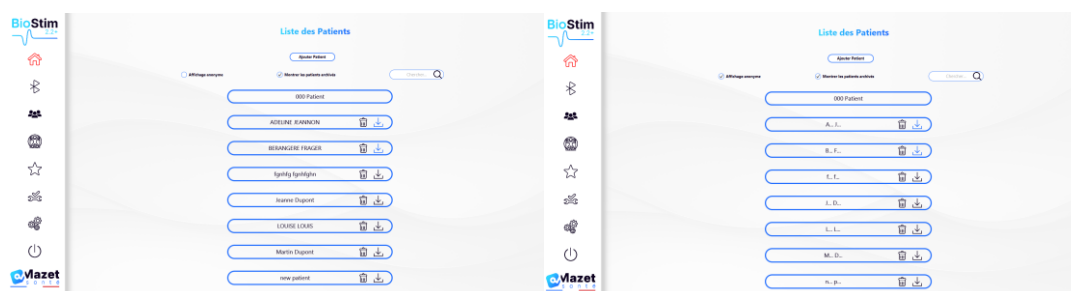 BioStim
2.2+
Liste des Patients
Ajouter Patient
Affichage anonyme
Montrer les patients archivés
Chercher...
000 Patient
ADELINE JEANNON
BERANGERE FRAGER
fgnhfg fgnhfghn
Jeanne Dupont
LOUISE LOUIS
Martin Dupont
new patient
Mazet
santé
BioStim
2.2+
Liste des Patients
Ajouter Patient
Affichage anonyme
Montrer les patients archivés
Chercher...
000 Patient
A... J...
B... F...
f... f...
J... D...
L... L...
M... D...
n... p...
Mazet
santé